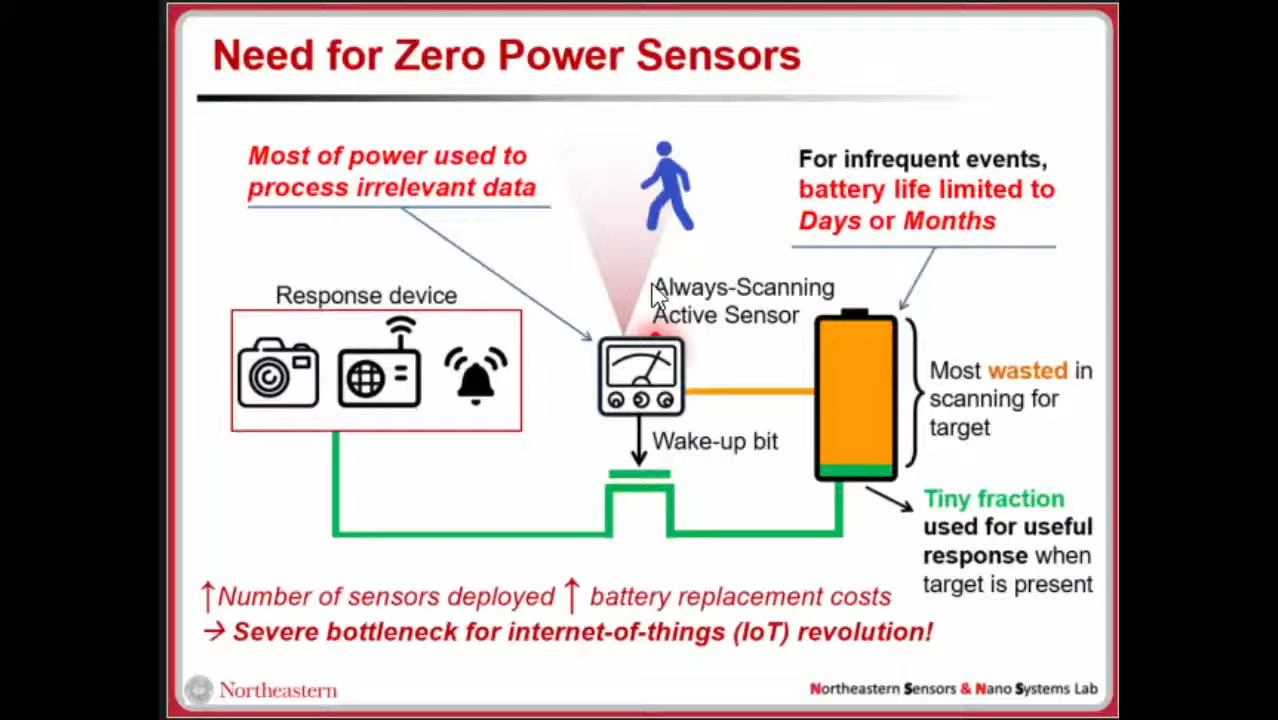 Need for Zero Power Sensors
Most of power used to
process irrelevant data
For infrequent events,
battery life limited to
Days or Months
Response device
Always-Scanning
Active Sensor
Most wasted in
scanning for
target
Wake-up bit
Tiny fraction
used for useful
response when
target is present
↑Number of sensors deployed ↑ battery replacement costs
→ Severe bottleneck for internet-of-things (IoT) revolution!
Northeastern
Northeastern Sensors & Nano Systems Lab